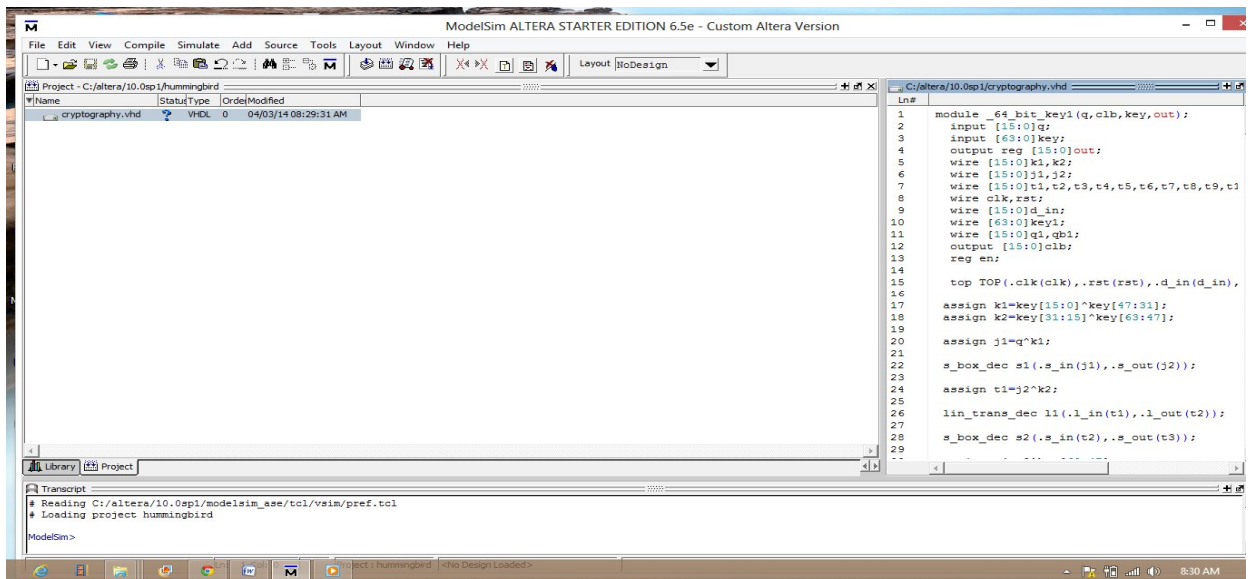 ModelSim ALTERA STARTER EDITION 6.5e - Custom Altera Version
File Edit View Compile Simulate Add Source Tools Layout Window Help
Layout NoDesign
Project - C:/altera/10.0sp1/hummingbird
Name Status Type Order Modified
cryptography.vhd ? VHDL 0 04/03/14 08:29:31 AM
Library Project
C:/altera/10.0sp1/cryptography.vhd
Ln#
1 module _64_bit_key1(q,clb,key,out);
2 input [15:0]q;
3 input [63:0]key;
4 output reg [15:0]out;
5 wire [15:0]k1,k2;
6 wire [15:0]j1,j2;
7 wire [15:0]t1,t2,t3,t4,t5,t6,t7,t8,t9,t1
8 wire clk,rst;
9 wire [15:0]d_in;
10 wire [63:0]key1;
11 wire [15:0]q1,qb1;
12 output [15:0]clb;
13 reg en;
14
15 top TOP(.clk(clk),.rst(rst),.d_in(d_in),
16
17 assign k1=key[15:0]^key[47:31];
18 assign k2=key[31:15]^key[63:47];
19
20 assign j1=q^k1;
21
22 s_box_dec s1(.s_in(j1),.s_out(j2));
23
24 assign t1=j2^k2;
25
26 lin_trans_dec l1(.l_in(t1),.l_out(t2));
27
28 s_box_dec s2(.s_in(t2),.s_out(t3));
29
Transcript
# Reading C:/altera/10.0sp1/modelsim_ase/tcl/vsim/pref.tcl
# Loading project hummingbird
ModelSim>
Project : hummingbird <No Design Loaded>
8:30 AM